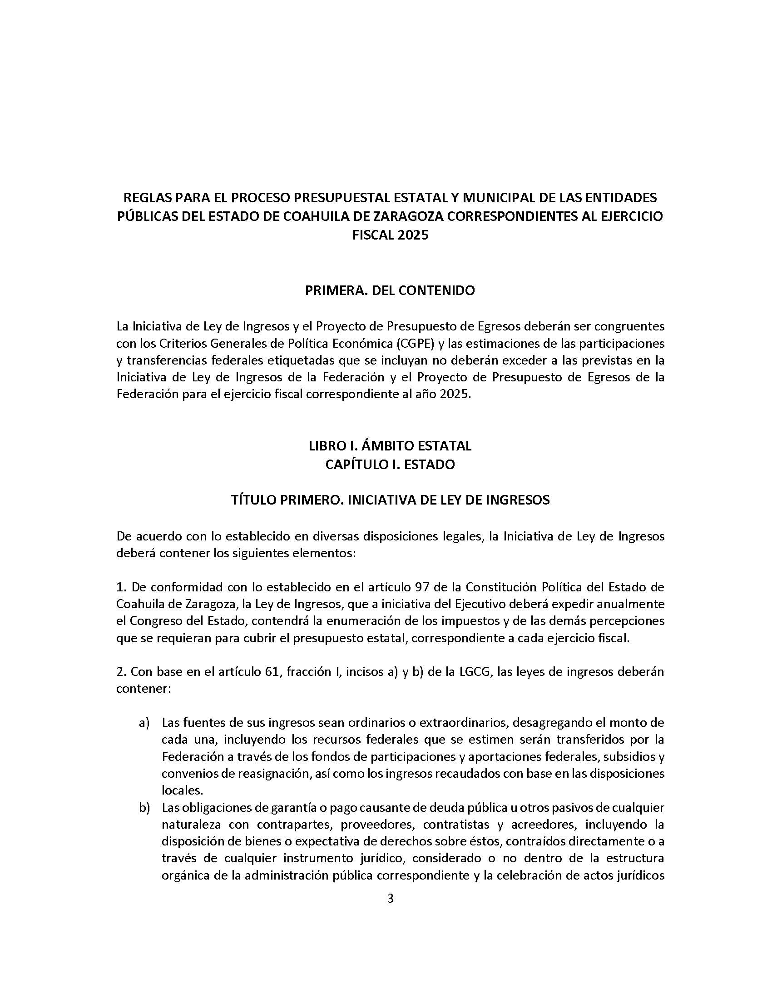 REGLAS PARA EL PROCESO PRESUPUESTAL ESTATAL Y MUNICIPAL DE LAS ENTIDADES
PÚBLICAS DEL ESTADO DE COAHUILA DE ZARAGOZA CORRESPONDIENTES AL EJERCICIO
FISCAL 2025
PRIMERA. DEL CONTENIDO
La Iniciativa de Ley de Ingresos y el Proyecto de Presupuesto de Egresos deberán ser congruentes
con los Criterios Generales de Política Económica (CGPE) y las estimaciones de las participaciones
y transferencias federales etiquetadas que se incluyan no deberán exceder a las previstas en la
Iniciativa de Ley de Ingresos de la Federación y el Proyecto de Presupuesto de Egresos de la
Federación para el ejercicio fiscal correspondiente al año 2025.
LIBRO I. ÁMBITO ESTATAL
CAPÍTULO I. ESTADO
TÍTULO PRIMERO. INICIATIVA DE LEY DE INGRESOS
De acuerdo con lo establecido en diversas disposiciones legales, la Iniciativa de Ley de Ingresos
deberá contener los siguientes elementos:
1. De conformidad con lo establecido en el artículo 97 de la Constitución Política del Estado de
Coahuila de Zaragoza, la Ley de Ingresos, que a iniciativa del Ejecutivo deberá expedir anualmente
el Congreso del Estado, contendrá la enumeración de los impuestos y de las demás percepciones
que se requieran para cubrir el presupuesto estatal, correspondiente a cada ejercicio fiscal.
2. Con base en el artículo 61, fracción I, incisos a) y b) de la LGCG, las leyes de ingresos deberán
contener:
a) Las fuentes de sus ingresos sean ordinarios o extraordinarios, desagregando el monto de
cada una, incluyendo los recursos federales que se estimen serán transferidos por la
Federación a través de los fondos de participaciones y aportaciones federales, subsidios y
convenios de reasignación, así como los ingresos recaudados con base en las disposiciones
locales.
b) Las obligaciones de garantía o pago causante de deuda pública u otros pasivos de cualquier
naturaleza con contrapartes, proveedores, contratistas y acreedores, incluyendo la
disposición de bienes o expectativa de derechos sobre éstos, contraídos directamente o a
través de cualquier instrumento jurídico, considerado o no dentro de la estructura
orgánica de la administración pública correspondiente y la celebración de actos jurídicos
3